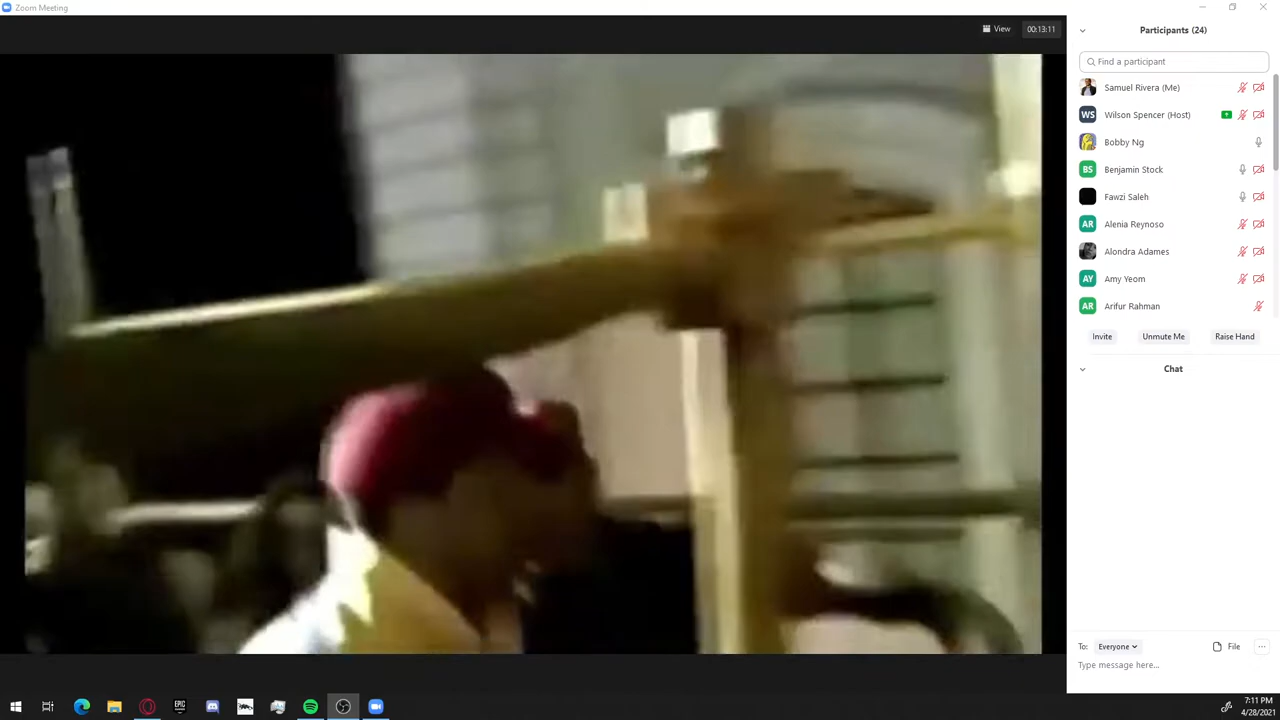 Zoom Meeting
View
00:13:11
Participants (24)
Find a participant
Samuel Rivera (Me)
WS
Wilson Spencer (Host)
Bobby Ng
BS
Benjamin Stock
Fawzi Saleh
AR
Alenia Reynoso
Alondra Adames
AY
Amy Yeom
AR
Arifur Rahman
Invite
Unmute Me
Raise Hand
Chat
To:
Everyone
File
Type message here...
EPIC
7:11 PM
4/28/2021